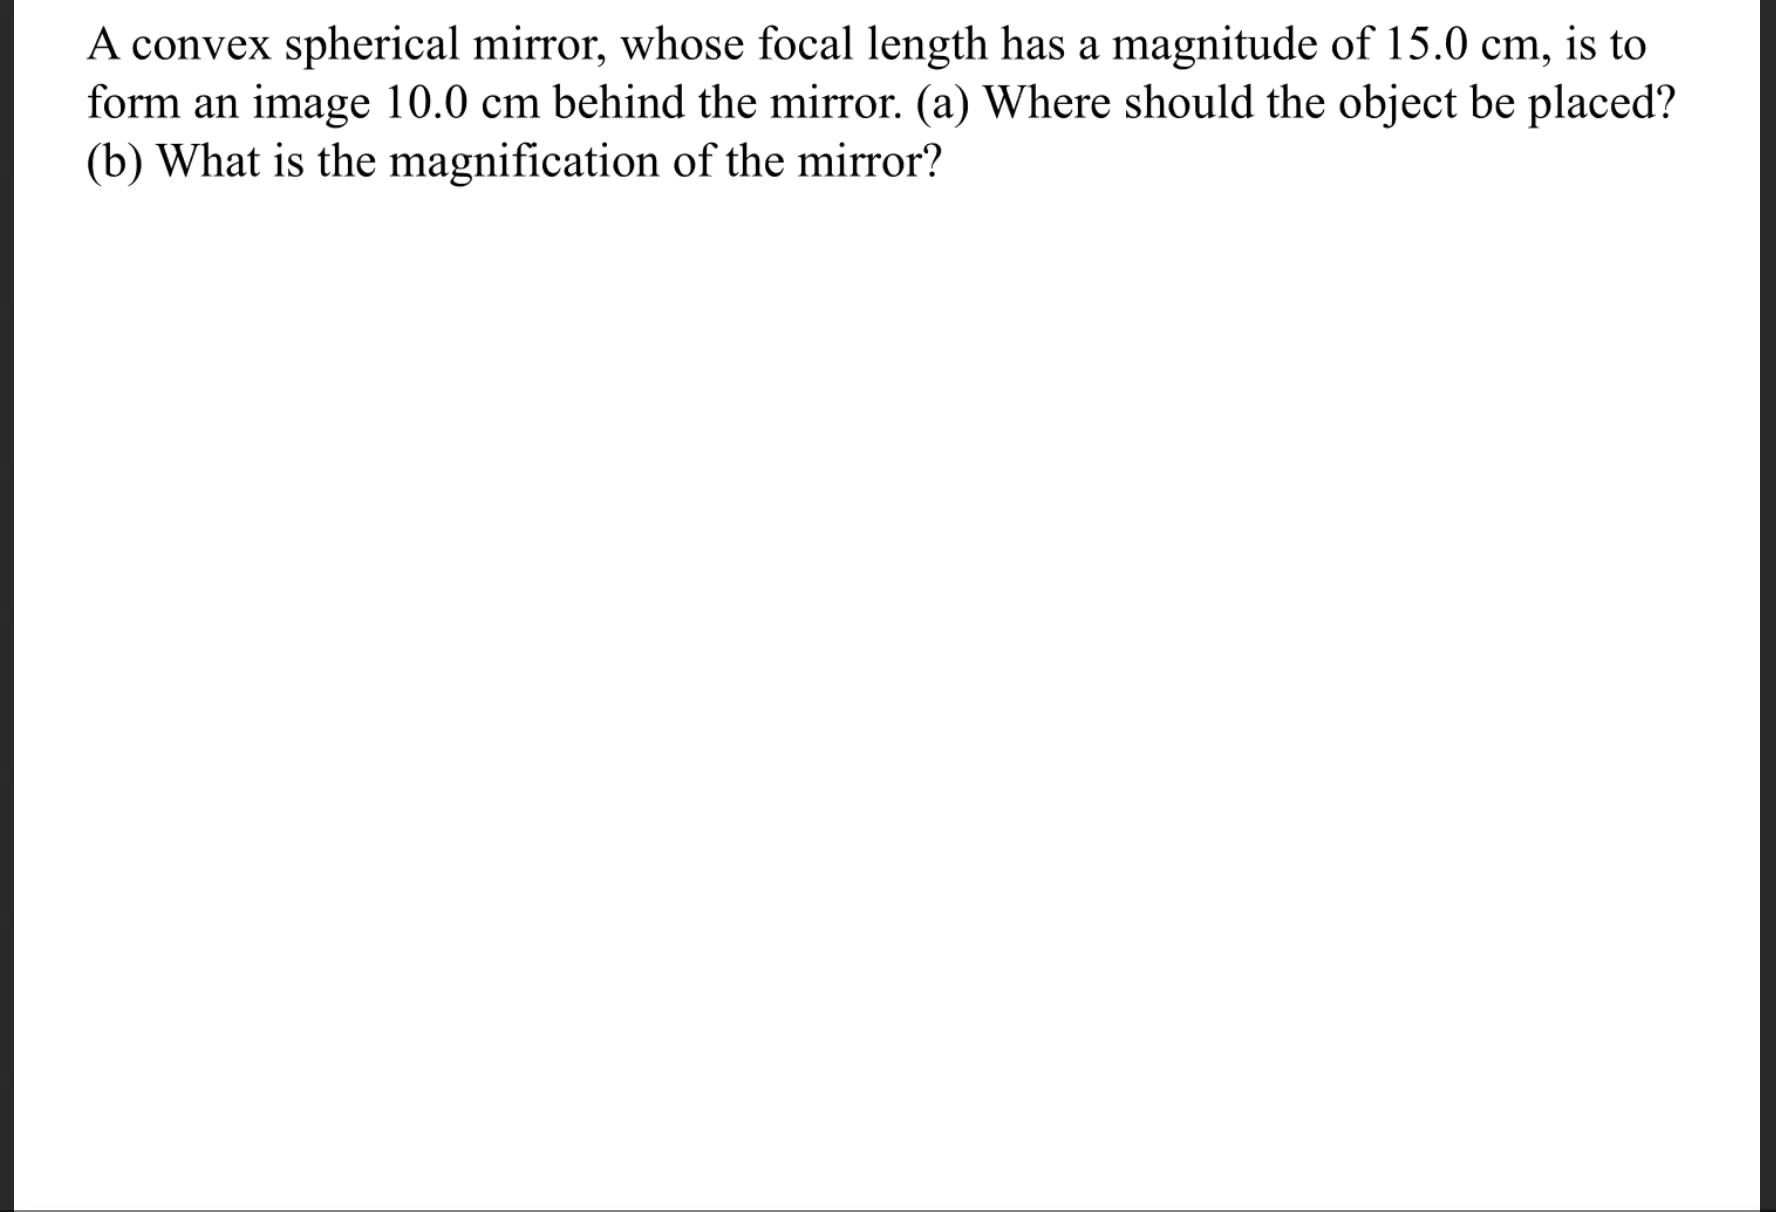 A convex spherical mirror, whose focal length has a magnitude of 15.0 cm, is to
form an image 10.0 cm behind the mirror. (a) Where should the object be placed?
(b) What is the magnification of the mirror?